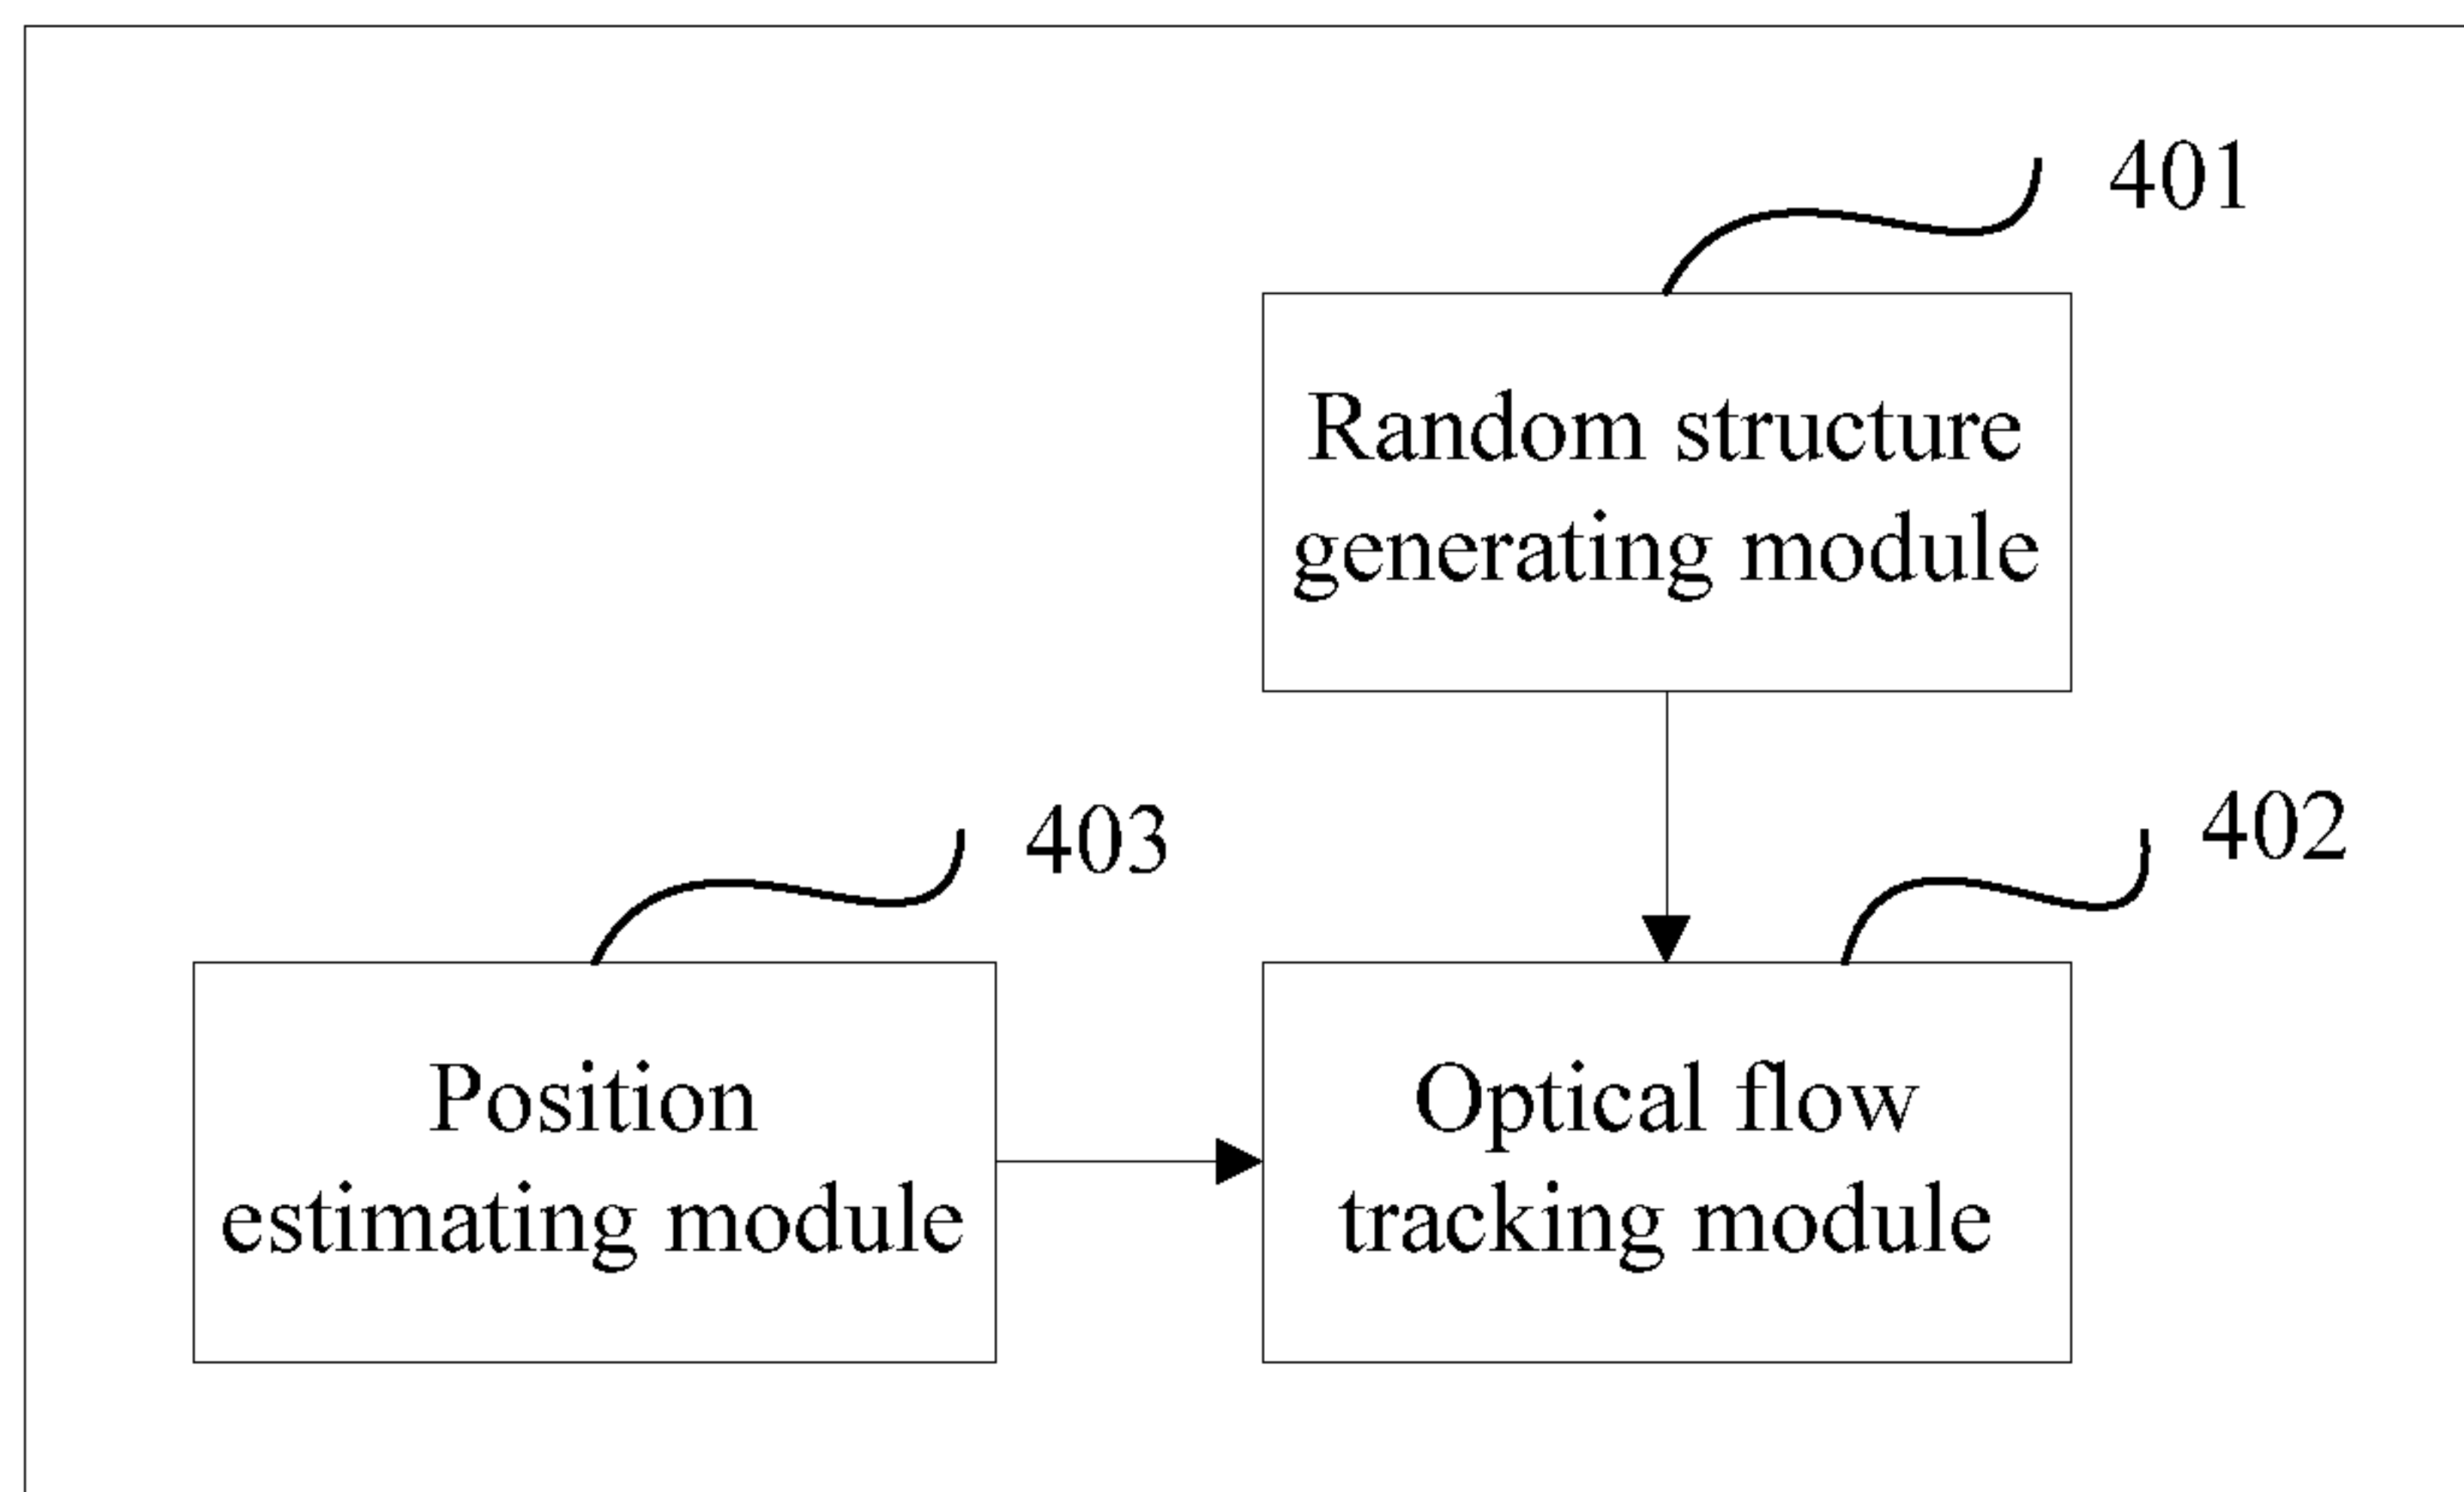 401
Random structure
generating module
403
402
Position
estimating module
Optical flow
tracking module